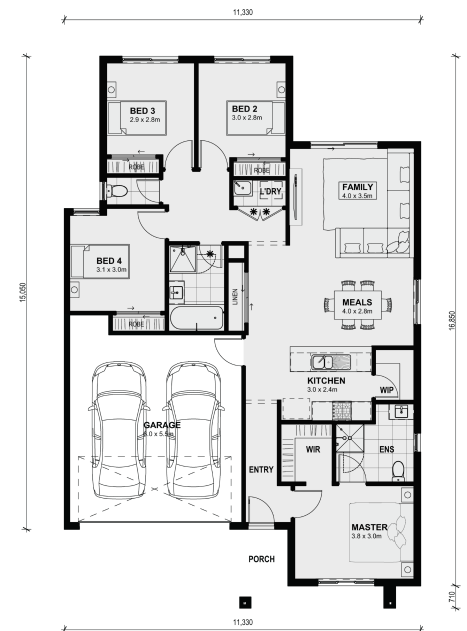 11,330
BED 3
2.9 x 2.8m
BED 2
3.0 x 2.8m
ROBE
ROBE
L'DRY
FAMILY
4.0 x 3.5m
BED 4
3.1 x 3.0m
ROBE
LINEN
MEALS
4.0 x 2.8m
15,050
16,850
KITCHEN
3.0 x 2.4m
WIP
GARAGE
6.0 x 5.5m
WIR
ENS
ENTRY
MASTER
3.8 x 3.0m
PORCH
710
11,330